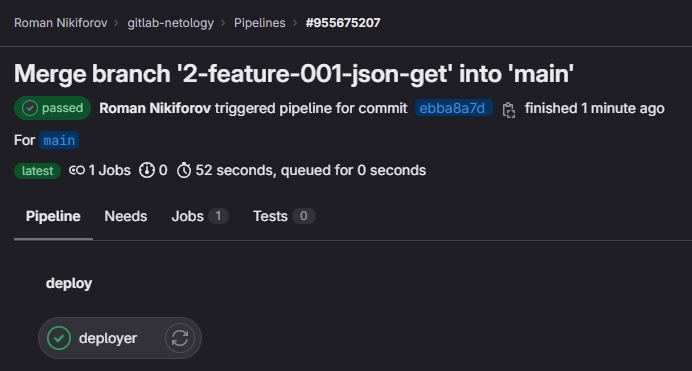 Roman Nikiforov › gitlab-netology › Pipelines › #955675207
Merge branch '2-feature-001-json-get' into 'main'
passed Roman Nikiforov triggered pipeline for commit ebba8a7d finished 1 minute ago
For main
latest 1 Jobs 0 52 seconds, queued for 0 seconds
Pipeline Needs Jobs 1 Tests 0
deploy
deployer